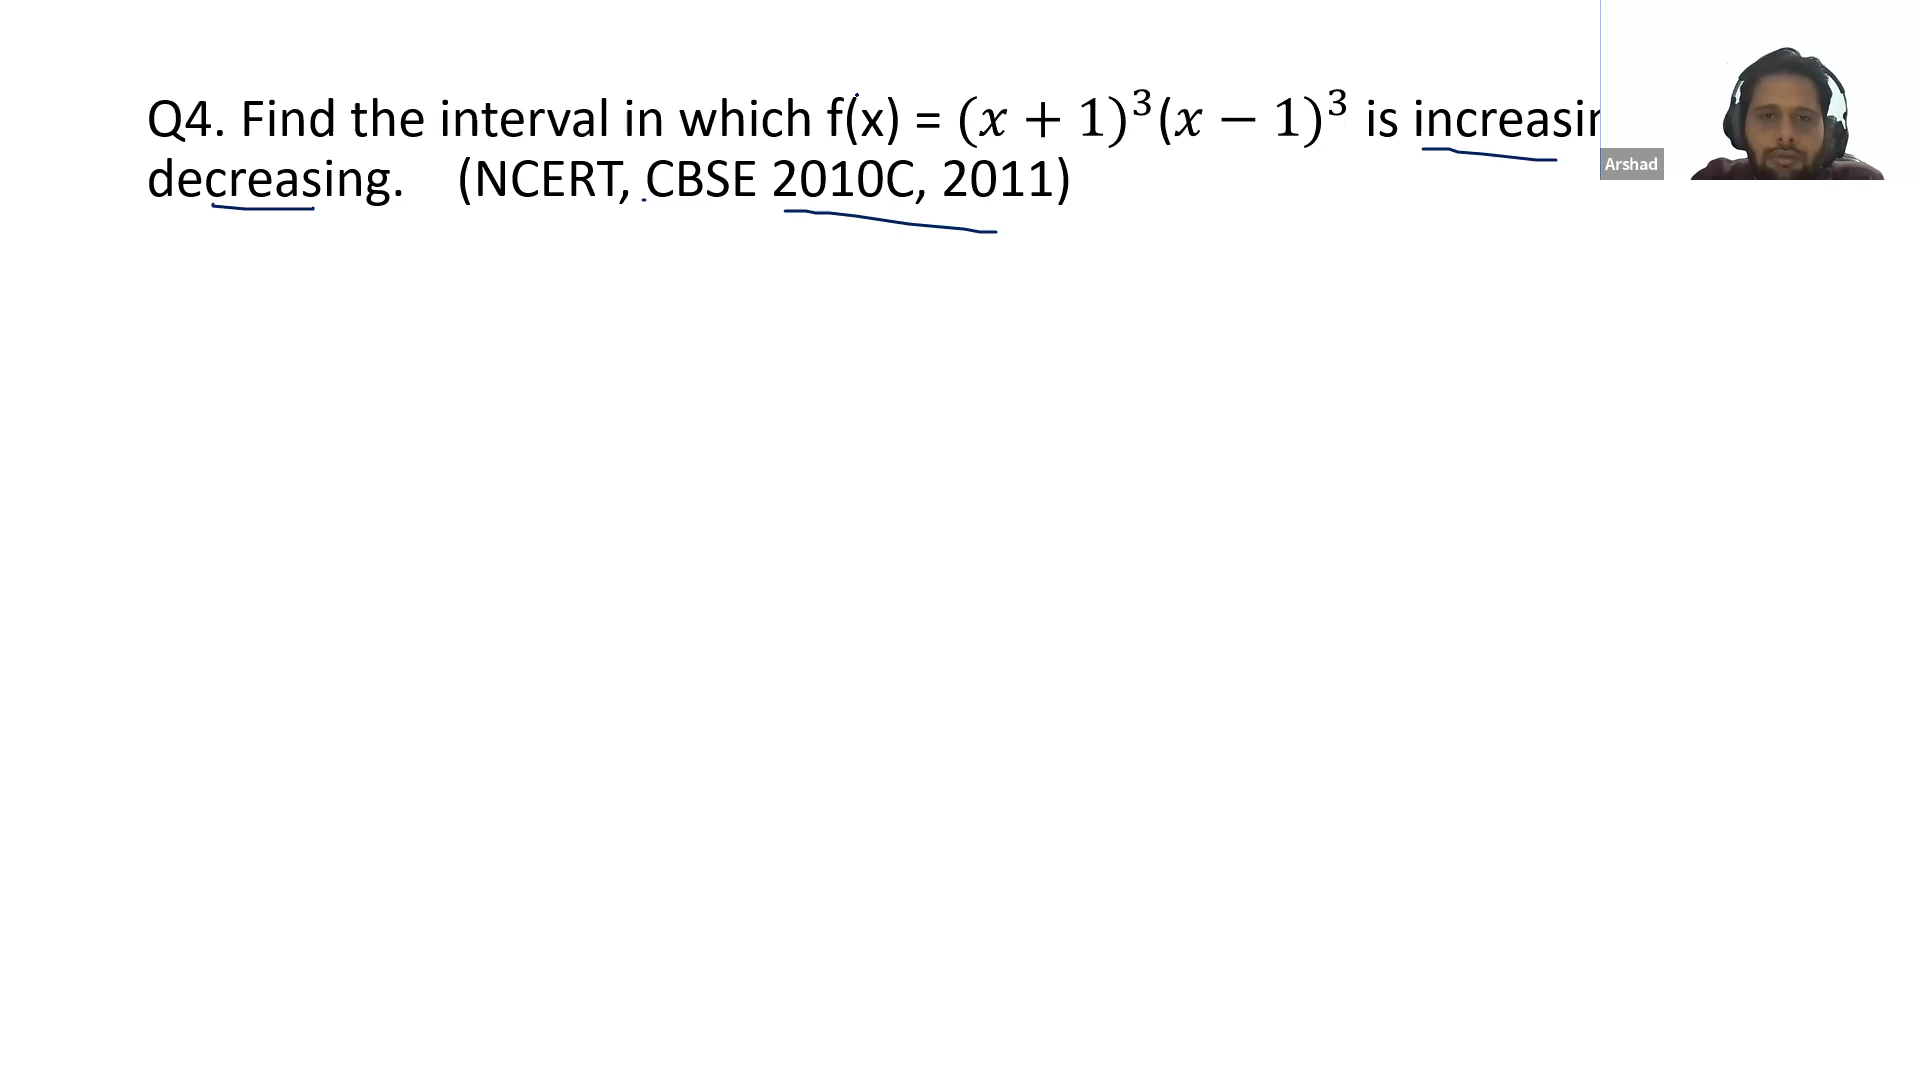 Q4. Find the interval in which f(x) = (x + 1)³(x − 1)³ is increasin
decreasing. (NCERT, CBSE 2010C, 2011)
Arshad